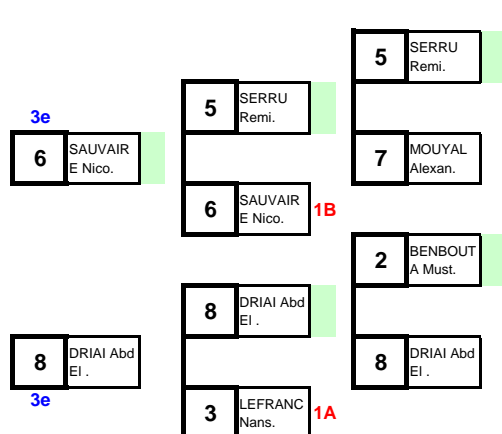 3e
6 SAUVAIR
E Nico.
8 DRIAI Abd
El .
3e
5 SERRU
Remi.
6 SAUVAIR
E Nico.
1B
8 DRIAI Abd
El .
3 LEFRANC
Nans.
1A
5 SERRU
Remi.
7 MOUYAL
Alexan.
2 BENBOUT
A Must.
8 DRIAI Abd
El .